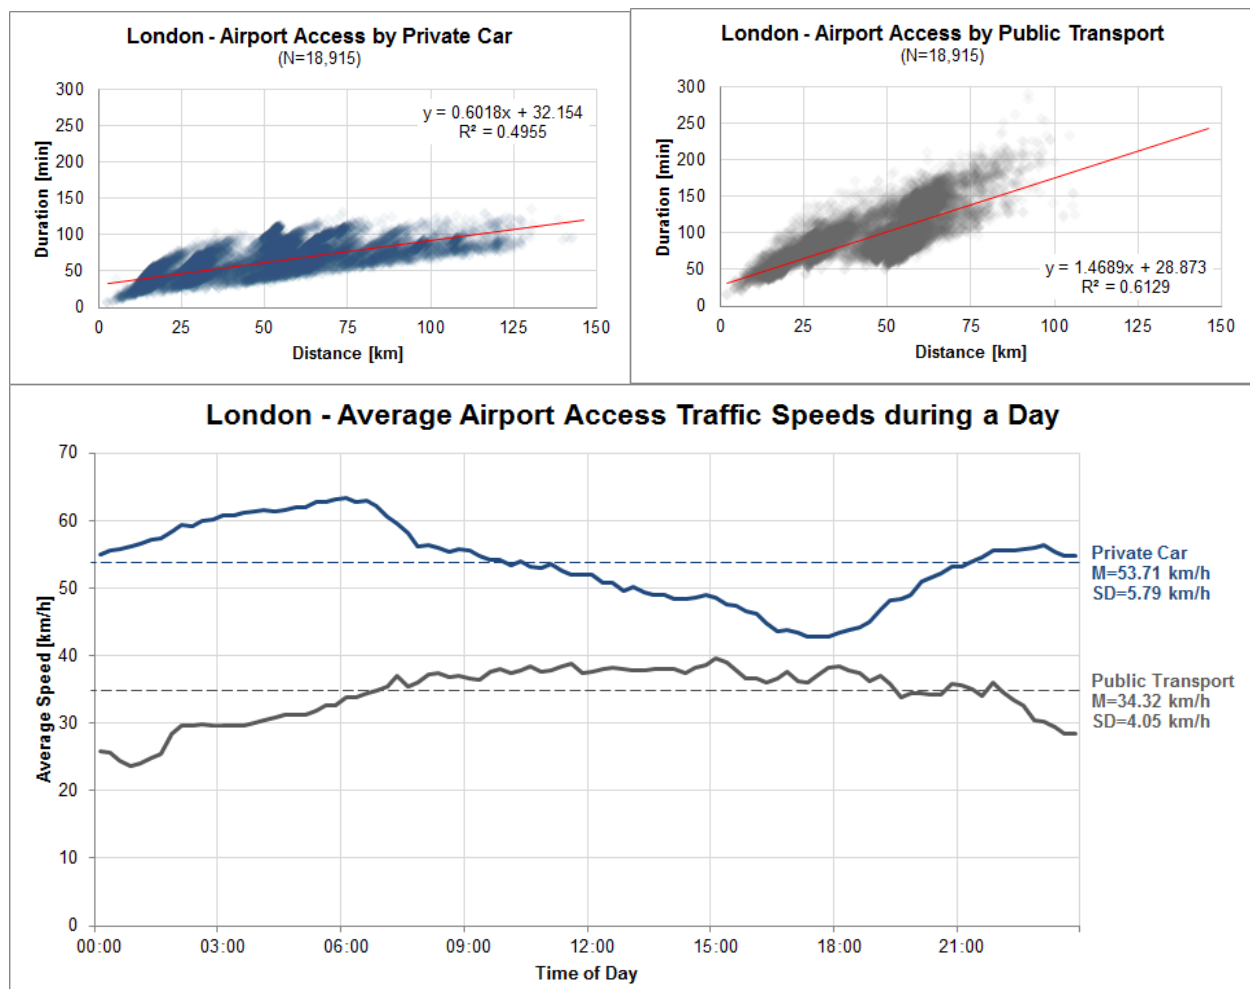 London - Airport Access by Private Car
(N=18,915)
300
250
200
150
100
50
0
Duration [min]
y = 0.6018x + 32.154
R² = 0.4955
0 25 50 75 100 125 150
Distance [km]
London - Airport Access by Public Transport
(N=18,915)
300
250
200
150
100
50
0
Duration [min]
y = 1.4689x + 28.873
R² = 0.6129
0 25 50 75 100 125 150
Distance [km]
London - Average Airport Access Traffic Speeds during a Day
70
60
50
40
30
20
10
0
Average Speed [km/h]
Private Car
M=53.71 km/h
SD=5.79 km/h
Public Transport
M=34.32 km/h
SD=4.05 km/h
00:00 03:00 06:00 09:00 12:00 15:00 18:00 21:00
Time of Day